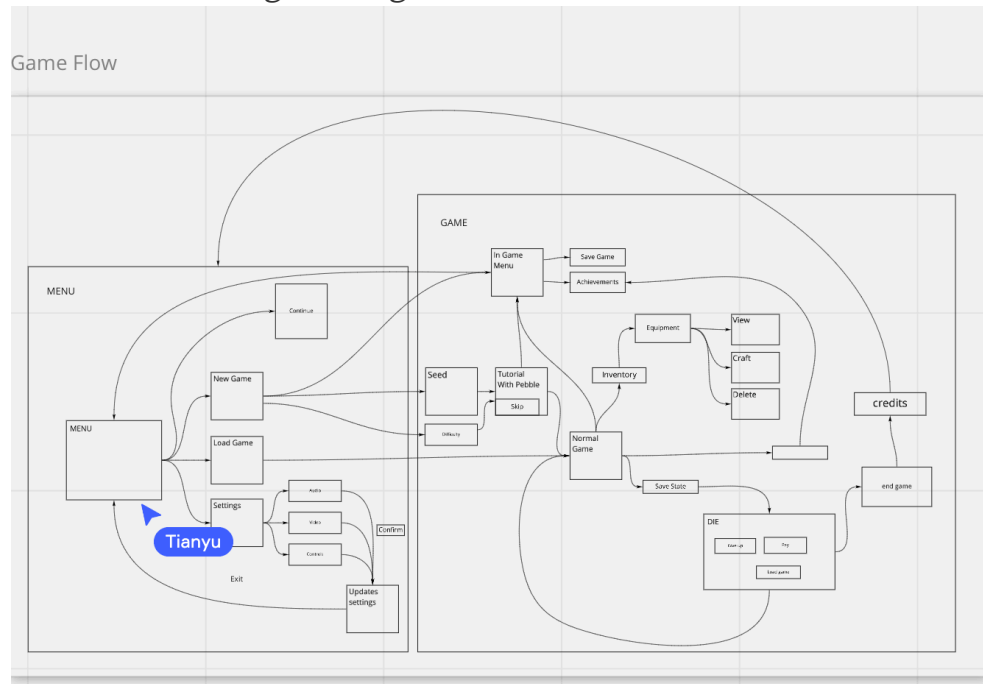 Game Flow
GAME
In Game
Menu
Save Game
Achievements
MENU
Continue
View
Equipment
Craft
Inventory
Delete
New Game
Seed
Tutorial
With Pebble
Skip
Difficulty
credits
MENU
Load Game
Normal
Game
Settings
Audio
Save State
end game
Video
Confirm
DIE
Controls
Exit
Updates
settings
Tianyu